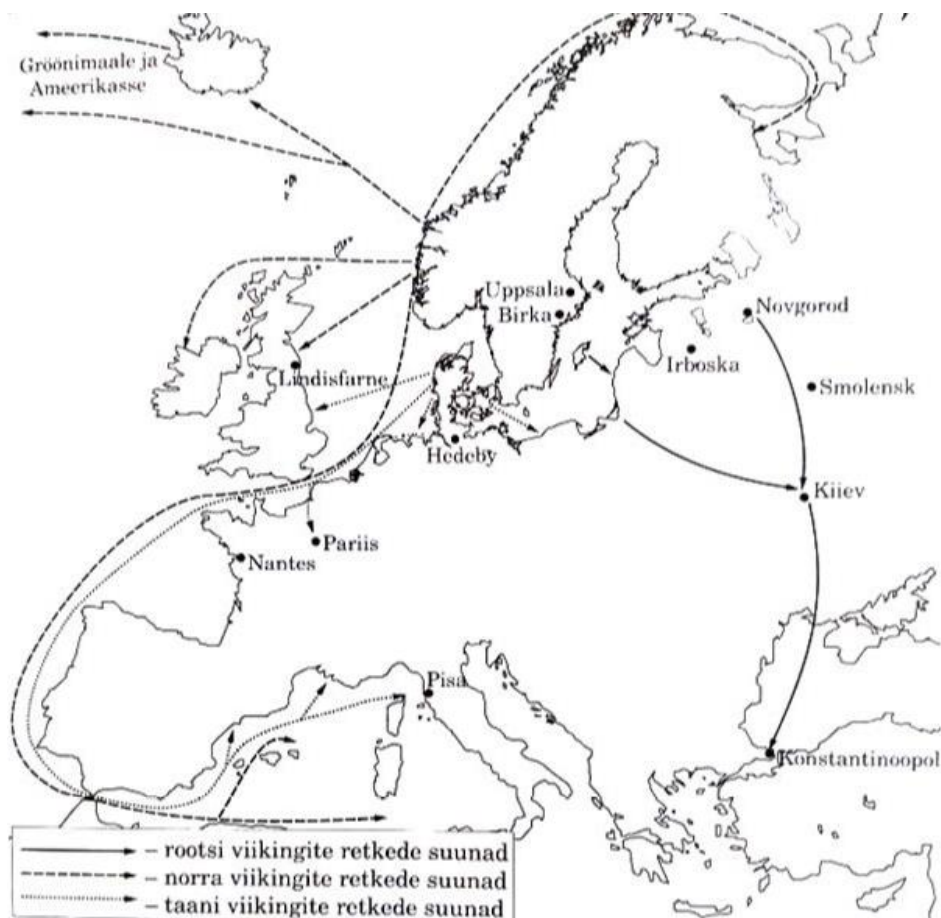 Gröönimaale ja
Ameerikasse
Uppsala
Birka
Novgorod
Lindisfarne
Irboska
Smolensk
Hedeby
Kiiev
Pariis
Nantes
Pisa
Konstantinoopol
– rootsi viikingite retkede suunad
– norra viikingite retkede suunad
– taani viikingite retkede suunad